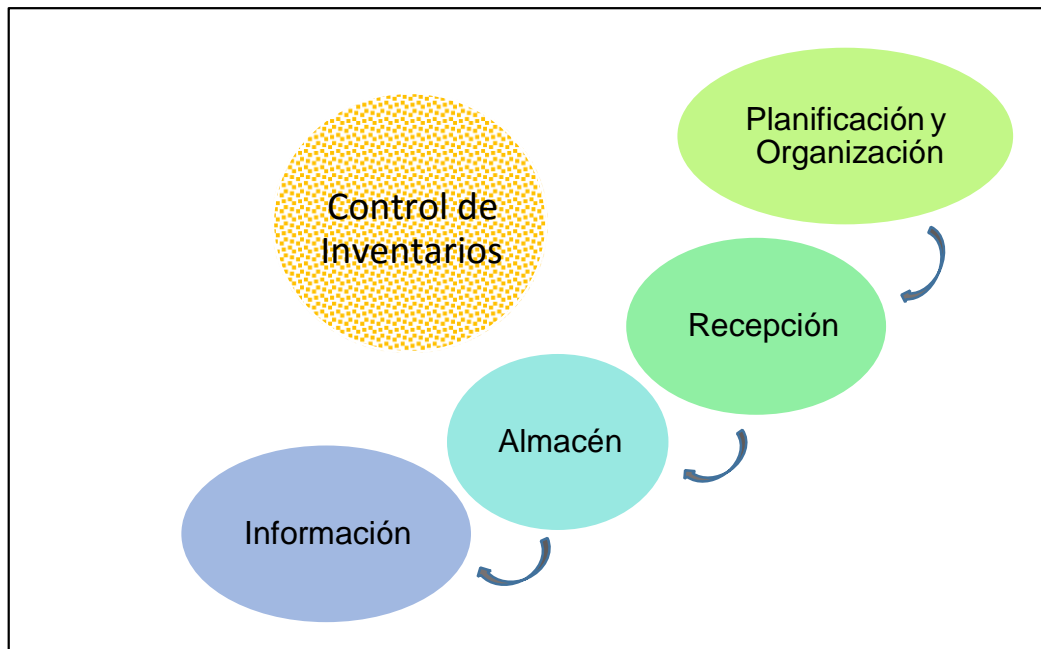 Planificación y
Organización
Control de
Inventarios
Recepción
Almacén
Información